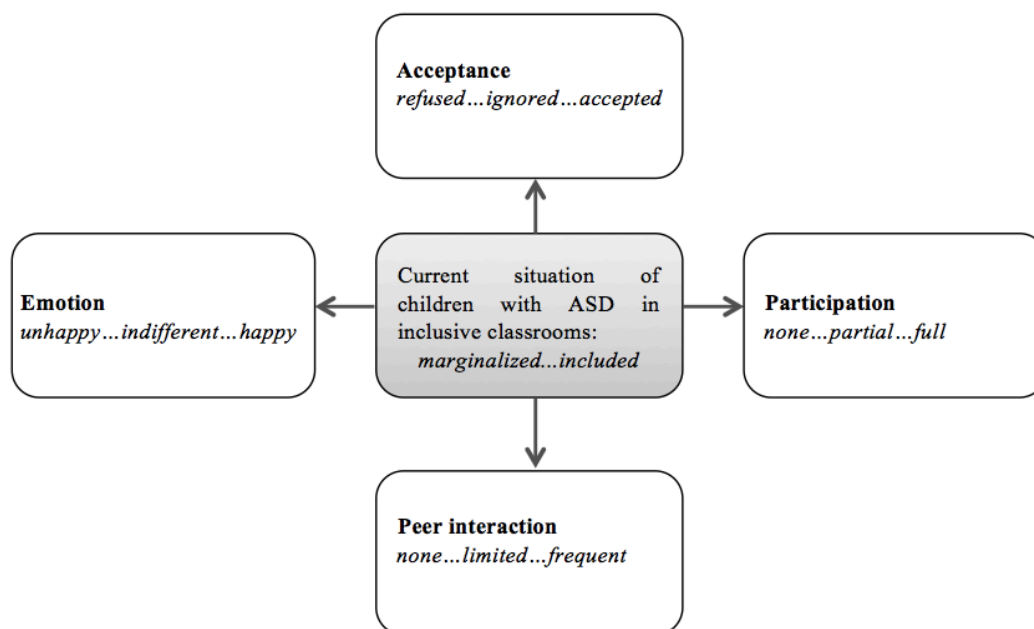 Acceptance
refused…ignored…accepted
Emotion
unhappy…indifferent…happy
Current situation of
children with ASD in
inclusive classrooms:
marginalized...included
Participation
none…partial…full
Peer interaction
none…limited…frequent